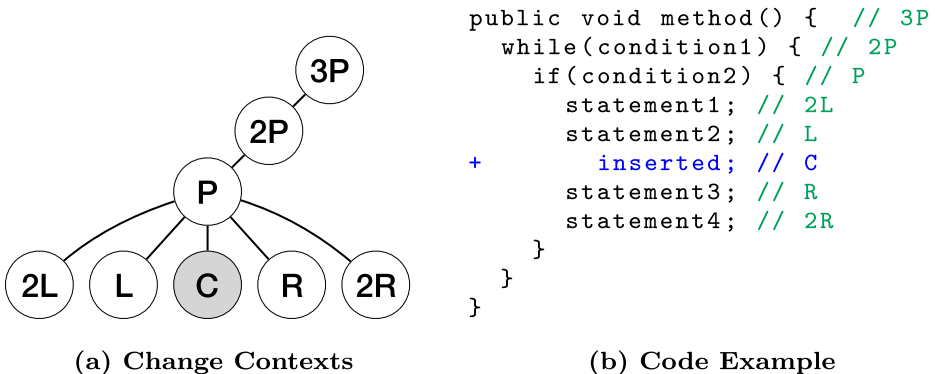 3P
2P
P
2L L C R 2R
(a) Change Contexts
public void method() { // 3P
while(condition1) { // 2P
if(condition2) { // P
statement1; // 2L
statement2; // L
+ inserted; // C
statement3; // R
statement4; // 2R
}
}
}
(b) Code Example